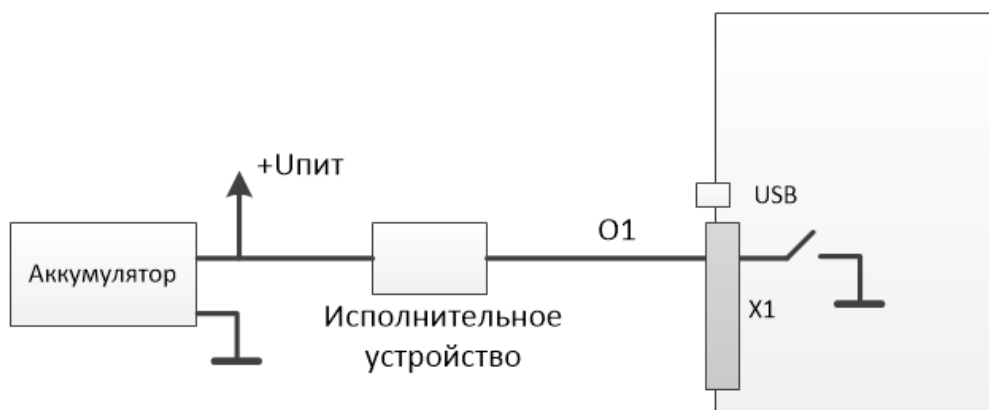 +Uпит
USB
O1
Аккумулятор
X1
Исполнительное
устройство